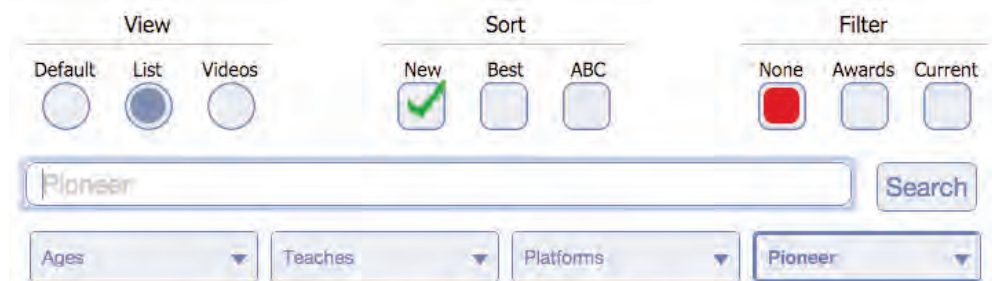 View Sort Filter
Default List Videos New Best ABC None Awards Current
Pioneer Search
Ages Teaches Platforms Pioneer